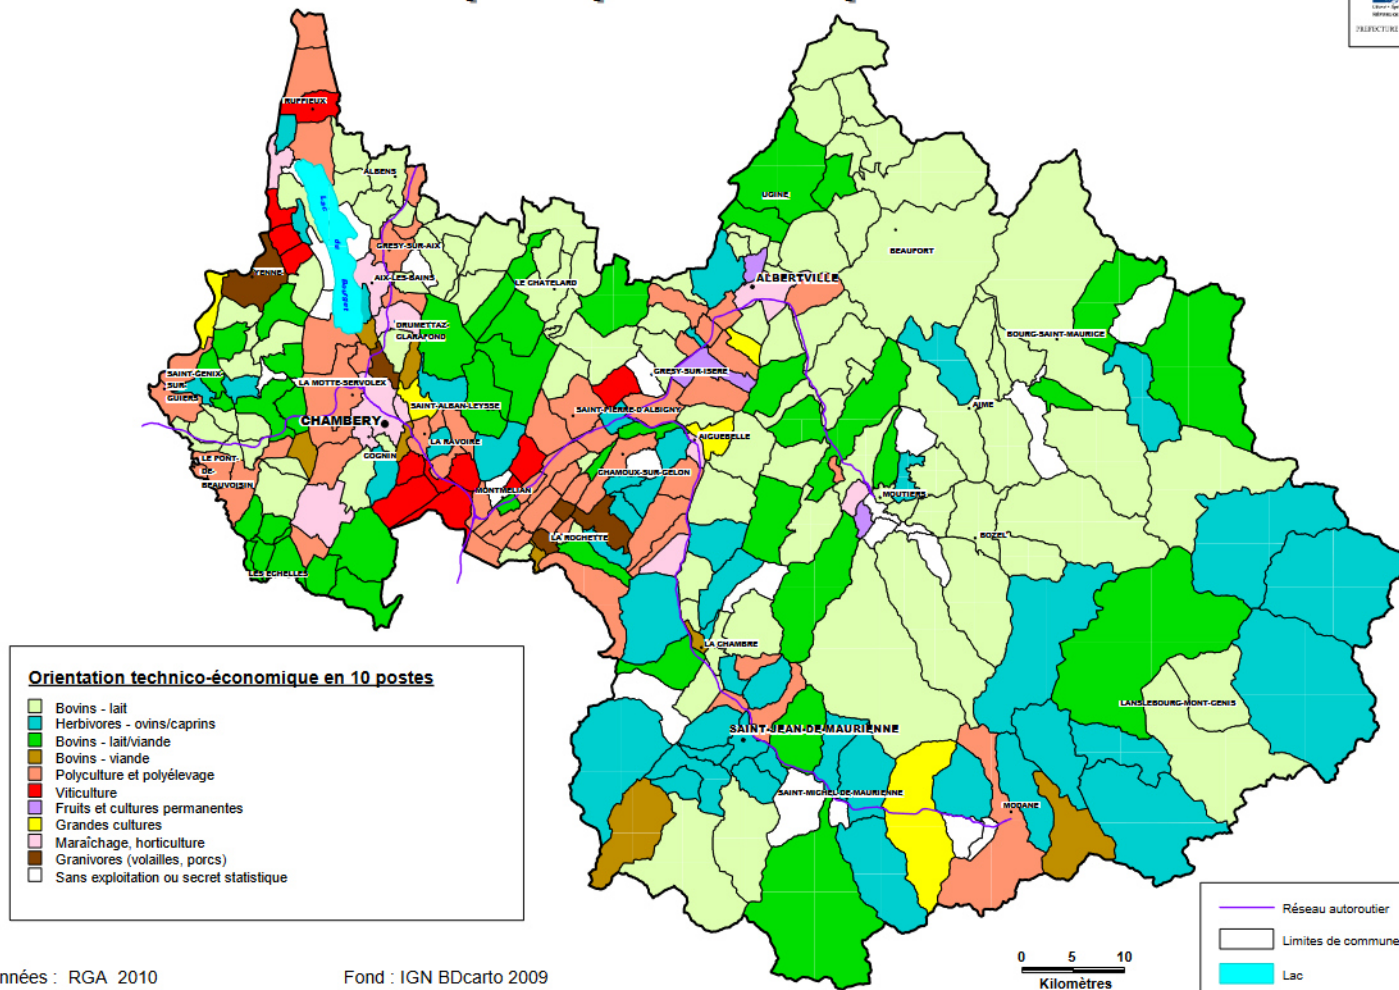 PREFECTURE
RUFFIEUX
ALBENS
Lac
du
Bourget
GRESY-SUR-AIX
YENNE
AIX-LES-BAINS
LE CHATELARD
DRUMETTAZ-
CLARAFOND
UGINE
BEAUFORT
ALBERTVILLE
BOURG-SAINT-MAURICE
SAINT-GENIX-
SUR-
GUIERS
LA MOTTE-SERVOLEX
GRESY-SUR-ISERE
SAINT-ALBAN-LEYSSE
SAINT-PIERRE-D'ALBIGNY
AIME
CHAMBERY
LA RAVOIRE
AIGUEBELLE
COGNIN
LE PONT-
DE-
BEAUVOISIN
CHAMOUX-SUR-GELON
MONTMELIAN
MOUTIERS
LA ROCHETTE
BOZEL
LES ECHELLES
LA CHAMBRE
LANSLEBOURG-MONT-CENIS
SAINT-JEAN-DE-MAURIENNE
SAINT-MICHEL-DE-MAURIENNE
MODANE
Orientation technico-économique en 10 postes
Bovins - lait
Herbivores - ovins/caprins
Bovins - lait/viande
Bovins - viande
Polyculture et polyélevage
Viticulture
Fruits et cultures permanentes
Grandes cultures
Maraîchage, horticulture
Granivores (volailles, porcs)
Sans exploitation ou secret statistique
Réseau autoroutier
Limites de commune
Lac
0 5 10
Kilomètres
nnées : RGA 2010
Fond : IGN BDcarto 2009